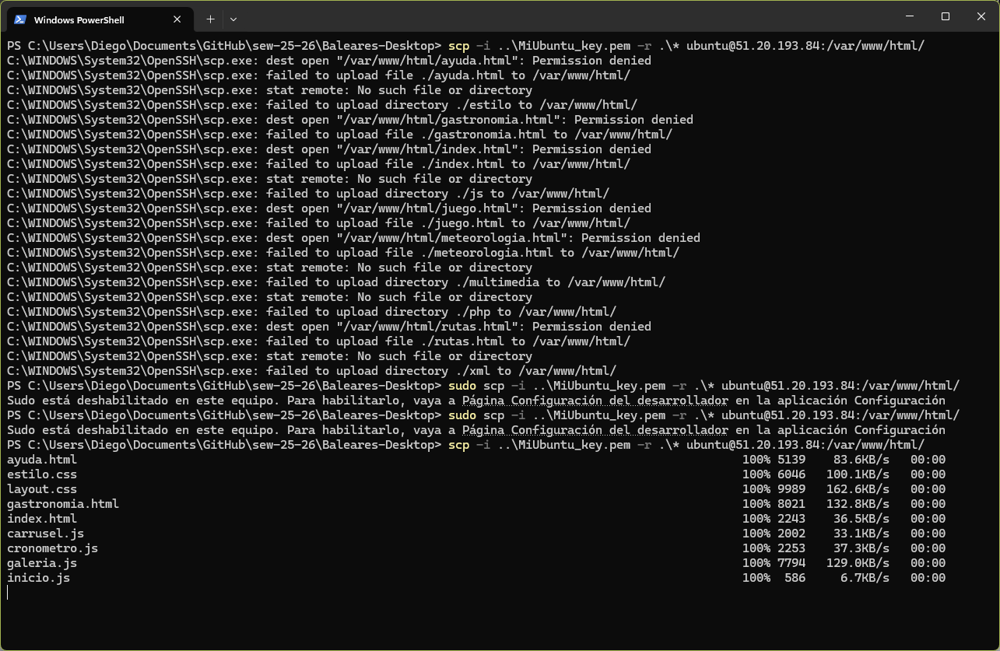 Windows PowerShell
PS C:\Users\Diego\Documents\GitHub\sew-25-26\Baleares-Desktop> scp -i ..\MiUbuntu_key.pem -r .\* ubuntu@51.20.193.84:/var/www/html/
C:\WINDOWS\System32\OpenSSH\scp.exe: dest open "/var/www/html/ayuda.html": Permission denied
C:\WINDOWS\System32\OpenSSH\scp.exe: failed to upload file ./ayuda.html to /var/www/html/
C:\WINDOWS\System32\OpenSSH\scp.exe: stat remote: No such file or directory
C:\WINDOWS\System32\OpenSSH\scp.exe: failed to upload directory ./estilo to /var/www/html/
C:\WINDOWS\System32\OpenSSH\scp.exe: dest open "/var/www/html/gastronomia.html": Permission denied
C:\WINDOWS\System32\OpenSSH\scp.exe: failed to upload file ./gastronomia.html to /var/www/html/
C:\WINDOWS\System32\OpenSSH\scp.exe: dest open "/var/www/html/index.html": Permission denied
C:\WINDOWS\System32\OpenSSH\scp.exe: failed to upload file ./index.html to /var/www/html/
C:\WINDOWS\System32\OpenSSH\scp.exe: stat remote: No such file or directory
C:\WINDOWS\System32\OpenSSH\scp.exe: failed to upload directory ./js to /var/www/html/
C:\WINDOWS\System32\OpenSSH\scp.exe: dest open "/var/www/html/juego.html": Permission denied
C:\WINDOWS\System32\OpenSSH\scp.exe: failed to upload file ./juego.html to /var/www/html/
C:\WINDOWS\System32\OpenSSH\scp.exe: dest open "/var/www/html/meteorologia.html": Permission denied
C:\WINDOWS\System32\OpenSSH\scp.exe: failed to upload file ./meteorologia.html to /var/www/html/
C:\WINDOWS\System32\OpenSSH\scp.exe: stat remote: No such file or directory
C:\WINDOWS\System32\OpenSSH\scp.exe: failed to upload directory ./multimedia to /var/www/html/
C:\WINDOWS\System32\OpenSSH\scp.exe: stat remote: No such file or directory
C:\WINDOWS\System32\OpenSSH\scp.exe: failed to upload directory ./php to /var/www/html/
C:\WINDOWS\System32\OpenSSH\scp.exe: dest open "/var/www/html/rutas.html": Permission denied
C:\WINDOWS\System32\OpenSSH\scp.exe: failed to upload file ./rutas.html to /var/www/html/
C:\WINDOWS\System32\OpenSSH\scp.exe: stat remote: No such file or directory
C:\WINDOWS\System32\OpenSSH\scp.exe: failed to upload directory ./xml to /var/www/html/
PS C:\Users\Diego\Documents\GitHub\sew-25-26\Baleares-Desktop> sudo scp -i ..\MiUbuntu_key.pem -r .\* ubuntu@51.20.193.84:/var/www/html/
Sudo está deshabilitado en este equipo. Para habilitarlo, vaya a Página Configuración del desarrollador en la aplicación Configuración
PS C:\Users\Diego\Documents\GitHub\sew-25-26\Baleares-Desktop> sudo scp -i ..\MiUbuntu_key.pem -r .\* ubuntu@51.20.193.84:/var/www/html/
Sudo está deshabilitado en este equipo. Para habilitarlo, vaya a Página Configuración del desarrollador en la aplicación Configuración
PS C:\Users\Diego\Documents\GitHub\sew-25-26\Baleares-Desktop> scp -i ..\MiUbuntu_key.pem -r .\* ubuntu@51.20.193.84:/var/www/html/
ayuda.html 100% 5139 83.6KB/s 00:00
estilo.css 100% 6046 100.1KB/s 00:00
layout.css 100% 9989 162.6KB/s 00:00
gastronomia.html 100% 8021 132.8KB/s 00:00
index.html 100% 2243 36.5KB/s 00:00
carrusel.js 100% 2002 33.1KB/s 00:00
cronometro.js 100% 2253 37.3KB/s 00:00
galeria.js 100% 7794 129.0KB/s 00:00
inicio.js 100% 586 6.7KB/s 00:00